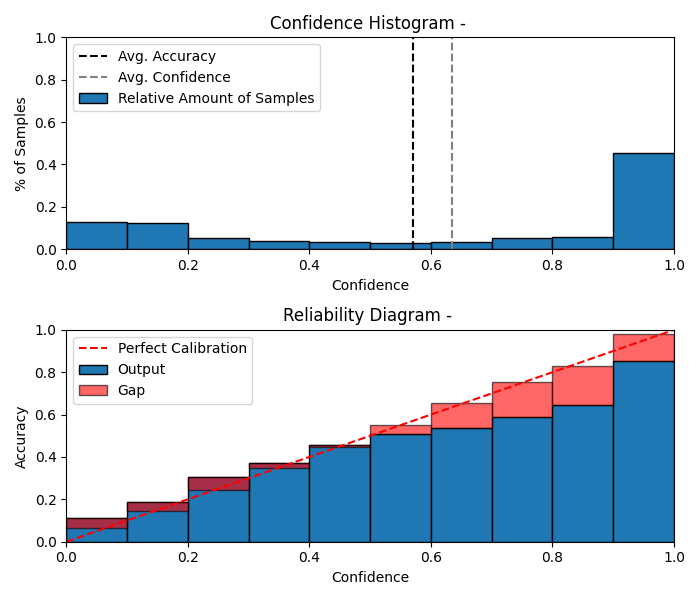 Confidence Histogram -
% of Samples
1.0
0.8
0.6
0.4
0.2
0.0
Avg. Accuracy
Avg. Confidence
Relative Amount of Samples
0.0 0.2 0.4 0.6 0.8 1.0
Confidence
Reliability Diagram -
Accuracy
1.0
0.8
0.6
0.4
0.2
0.0
Perfect Calibration
Output
Gap
0.0 0.2 0.4 0.6 0.8 1.0
Confidence